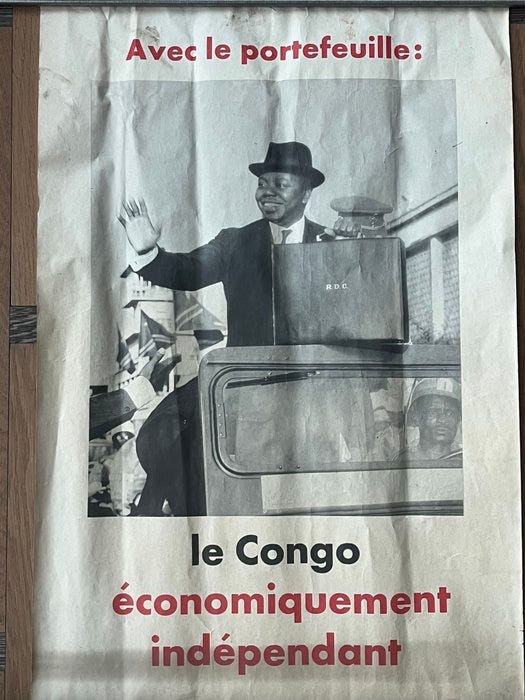 Avec le portefeuille:
R.D.C.
le Congo
économiquement
indépendant